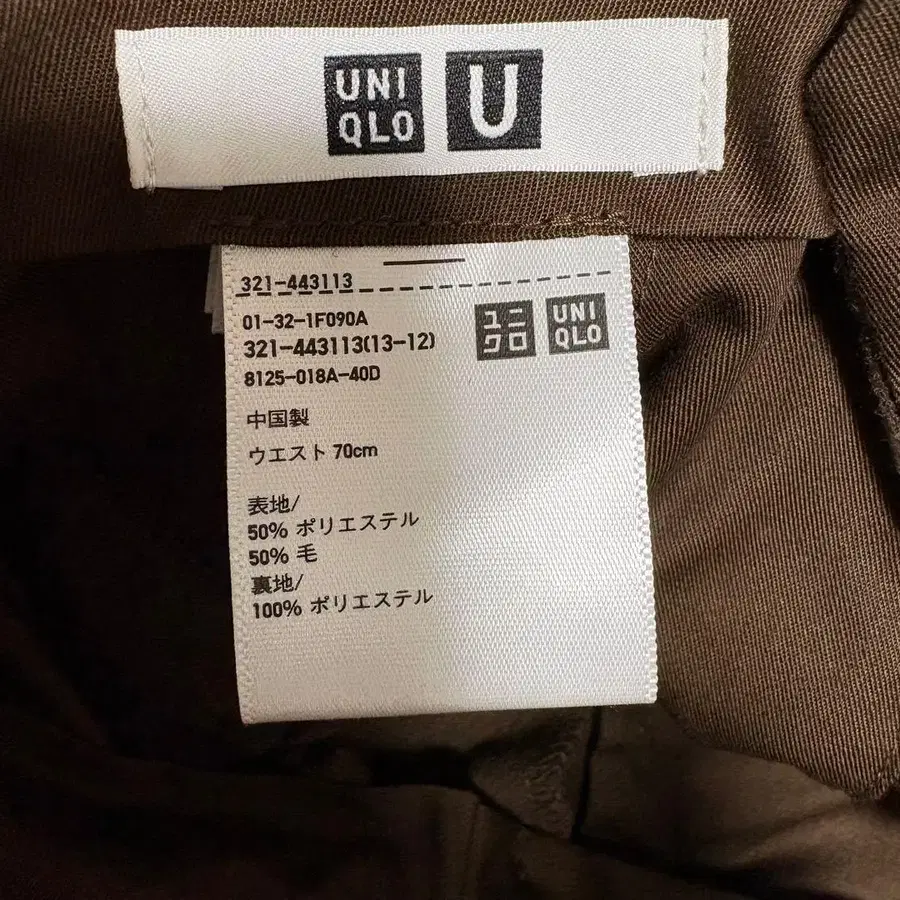 UNI
QLO
U
321-443113
01-32-1F090A
321-443113(13-12)
8125-018A-40D
ユニ
クロ
UNI
QLO
中国製
ウエスト 70cm
表地/
50% ポリエステル
50% 毛
裏地/
100% ポリエステル